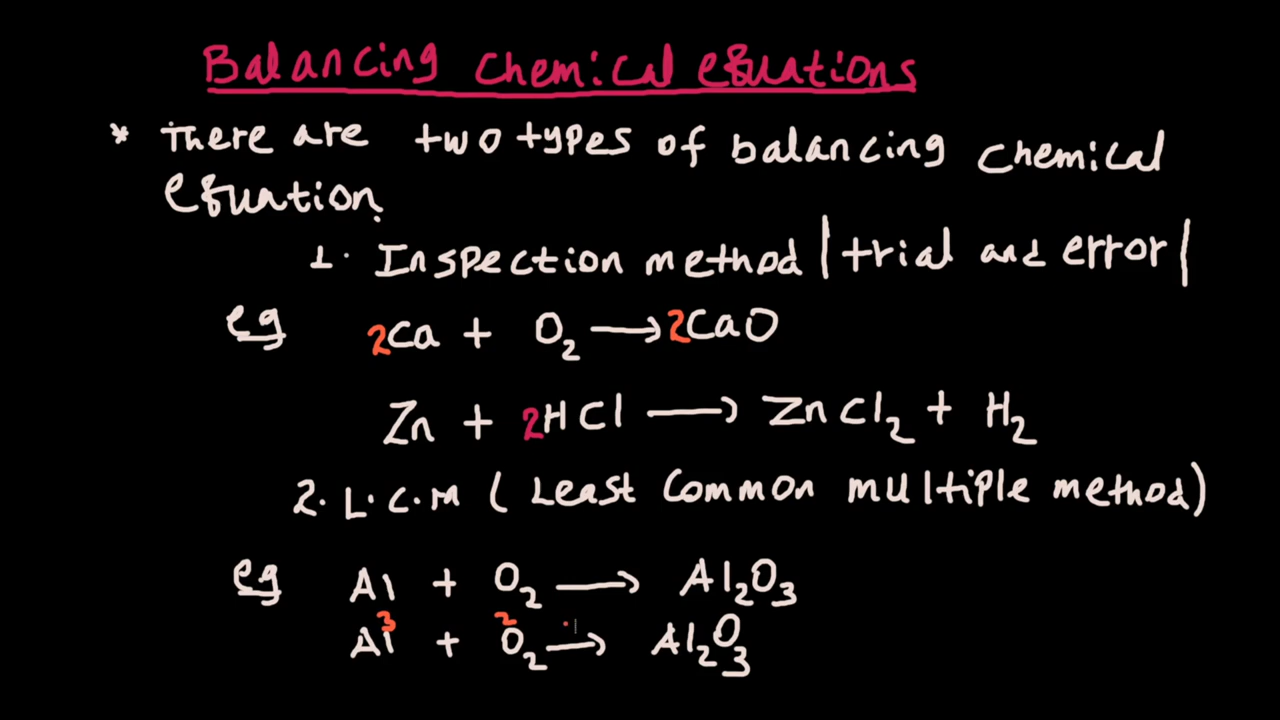 Balancing chemical equations
* There are two types of balancing chemical
equation.
1. Inspection method | trial and error |
eg 2Ca + O₂ → 2CaO
Zn + 2HCl → ZnCl₂ + H₂
2. L.C.M ( Least Common multiple method)
eg Al + O₂ → Al₂O₃
Al³ + O₂² → Al₂O₃